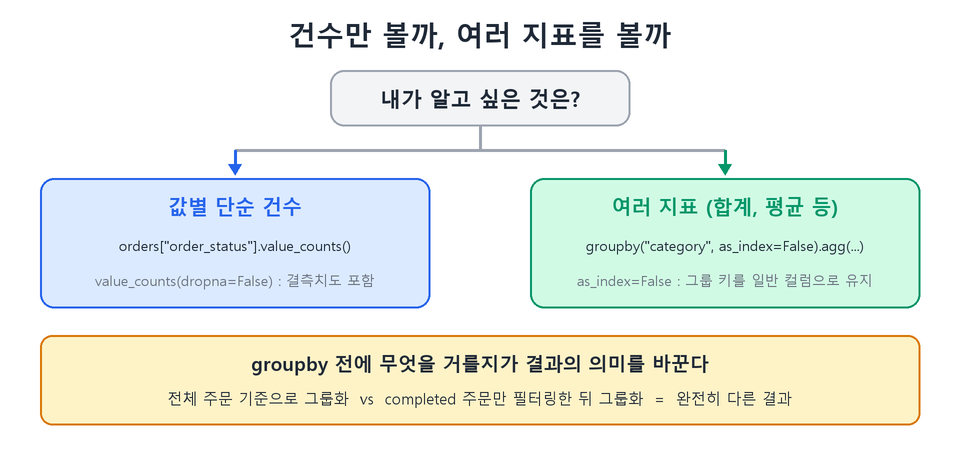 건수만 볼까, 여러 지표를 볼까
내가 알고 싶은 것은?
값별 단순 건수
orders["order_status"].value_counts()
value_counts(dropna=False) : 결측치도 포함
여러 지표 (합계, 평균 등)
groupby("category", as_index=False).agg(...)
as_index=False : 그룹 키를 일반 컬럼으로 유지
groupby 전에 무엇을 거를지가 결과의 의미를 바꾼다
전체 주문 기준으로 그룹화 vs completed 주문만 필터링한 뒤 그룹화 = 완전히 다른 결과